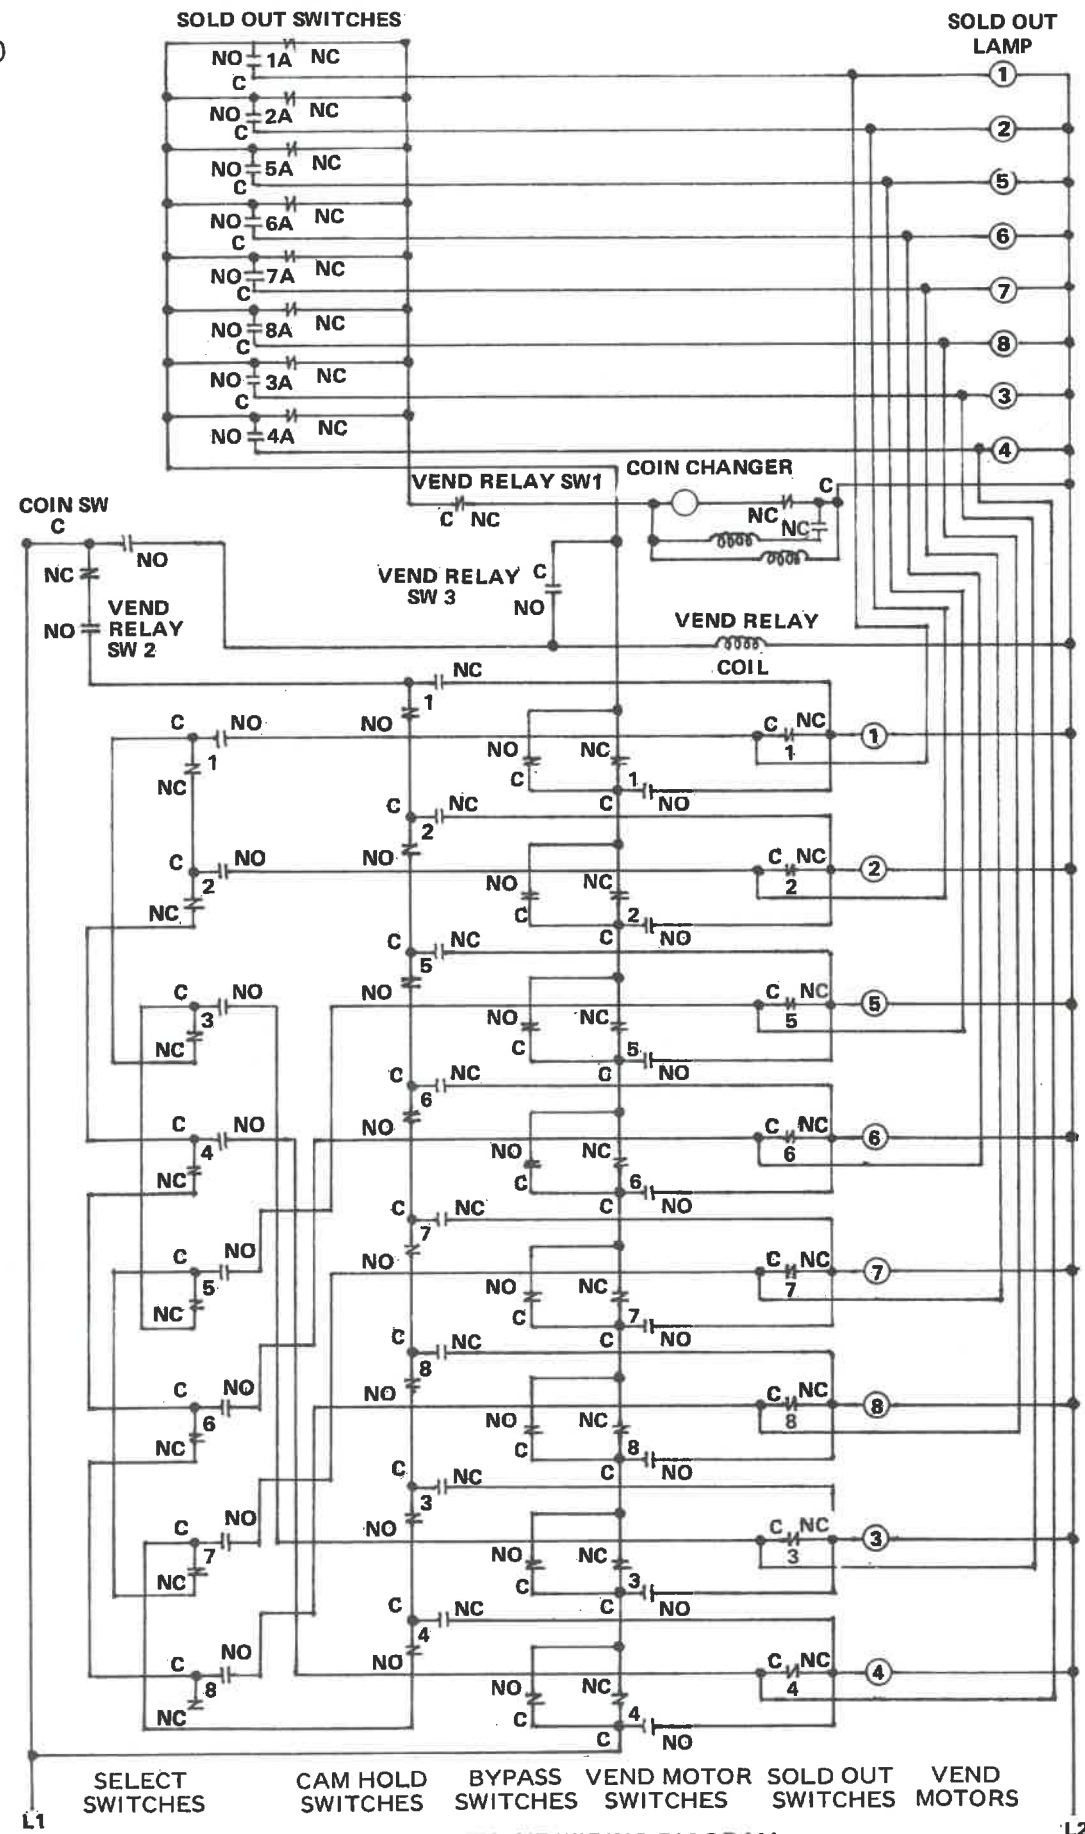 SOLD OUT SWITCHES
SOLD OUT
LAMP
NO 1A NC
C
1
NO 2A NC
C
2
NO 5A NC
C
5
NO 6A NC
C
6
NO 7A NC
C
7
NO 8A NC
C
8
NO 3A NC
C
3
NO 4A NC
4
VEND RELAY SW1
C NC
COIN CHANGER
C
NC
NC
COIN SW
C
NO
NC
VEND
RELAY
SW 2
NO
VEND RELAY
SW 3
C
NO
VEND RELAY
COIL
NC
1
NO
C NO
1
NC
NO NC
C
C
1
NO
C NC
1
1
C NC
2
NO
C NO
2
NC
NO NC
C
C
2
NO
C NC
2
2
C NC
5
NO
C NO
3
NC
NO NC
C
C
5
NO
C NC
5
5
C NC
6
NO
C NO
4
NC
NO NC
C
C
6
NO
C NC
6
6
C NC
7
NO
C NO
5
NC
NO NC
C
C
7
NO
C NC
7
7
C NC
8
NO
C NO
6
NC
NO NC
C
C
8
NO
C NC
8
8
C NC
3
NO
C NO
7
NC
NO NC
C
C
3
NO
C NC
3
3
C NC
4
NO
C NO
8
NC
NO NC
C
C
4
NO
C NC
4
4
SELECT
SWITCHES
CAM HOLD
SWITCHES
BYPASS
SWITCHES
VEND MOTOR
SWITCHES
SOLD OUT
SWITCHES
VEND
MOTORS
L1
L2